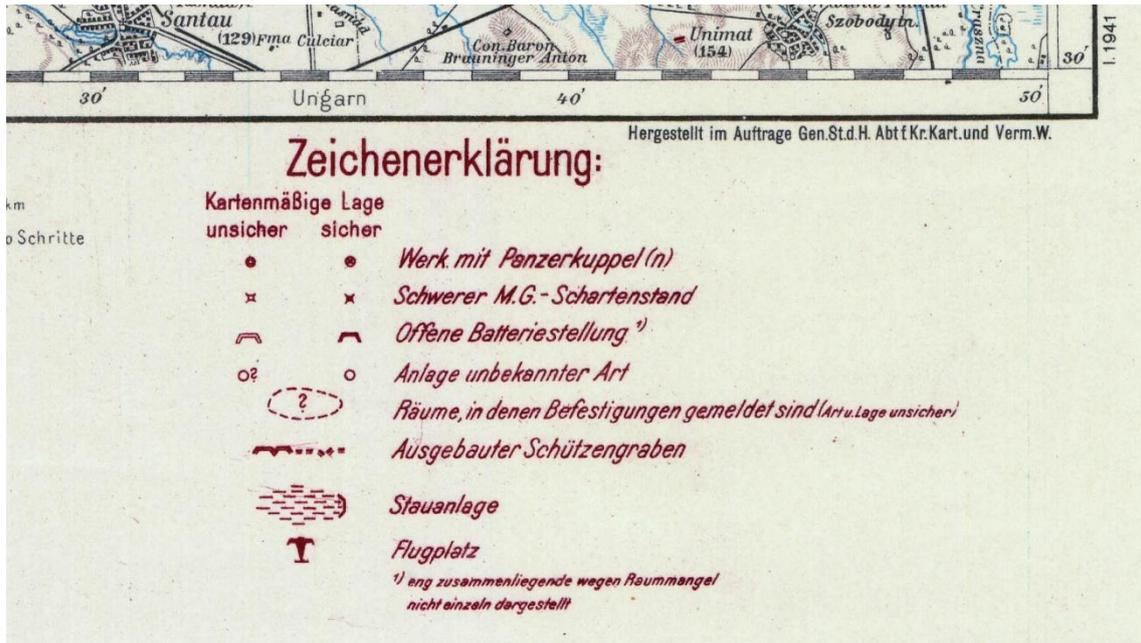 Santau
(129) Fma Culciar
Con. Baron
Brauninger Anton
Unimat
(154)
Szobodytn.
Crasna
30'
I. 1941
30'
Ungarn
40'
50'
Hergestellt im Auftrage Gen.St.d.H. Abt f Kr.Kart.und Verm.W.
Zeichenerklärung:
km
o Schritte
Kartenmäßige Lage
unsicher sicher
Werk mit Panzerkuppel(n)
Schwerer M.G.-Schartenstand
Offene Batteriestellung 1)
? Anlage unbekannter Art
? Räume, in denen Befestigungen gemeldet sind (Art u. Lage unsicher)
Ausgebauter Schützengraben
Stauanlage
Flugplatz
1) eng zusammenliegende wegen Raummangel
nicht einzeln dargestellt